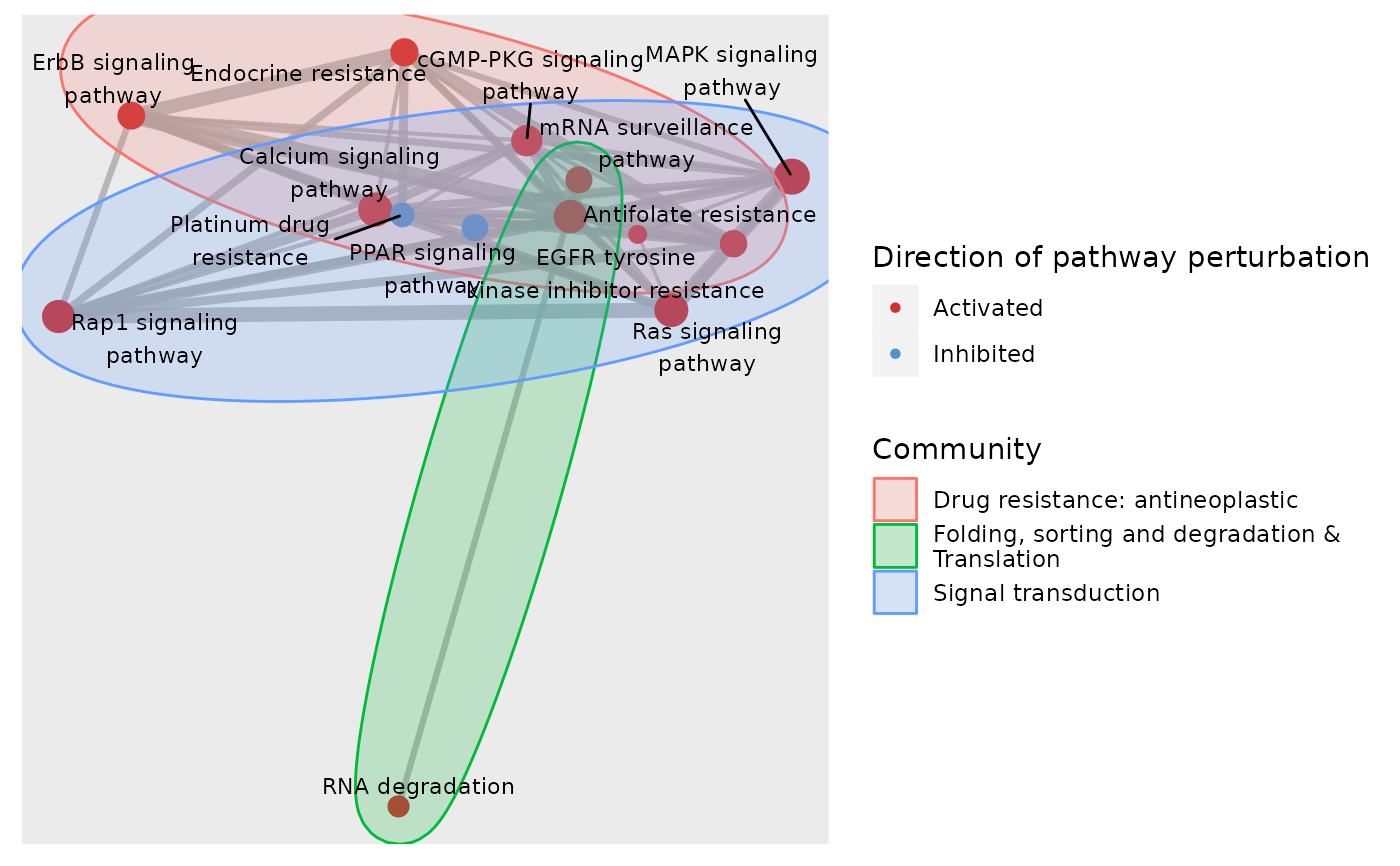 ErbB signaling
pathway
Endocrine resistance
cGMP-PKG signaling
pathway
MAPK signaling
pathway
mRNA surveillance
pathway
Calcium signaling
pathway
Platinum drug
resistance
PPAR signaling
pathway
Antifolate resistance
EGFR tyrosine
kinase inhibitor resistance
Rap1 signaling
pathway
Ras signaling
pathway
RNA degradation
Direction of pathway perturbation
Activated
Inhibited
Community
Drug resistance: antineoplastic
Folding, sorting and degradation &
Translation
Signal transduction